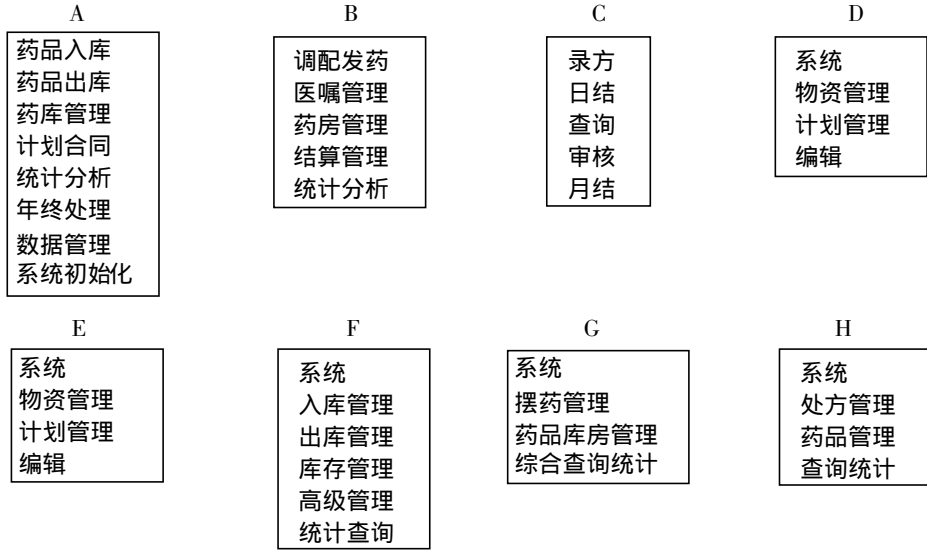 A
药品入库
药品出库
药库管理
计划合同
统计分析
年终处理
数据管理
系统初始化
B
调配发药
医嘱管理
药房管理
结算管理
统计分析
C
录方
日结
查询
审核
月结
D
系统
物资管理
计划管理
编辑
E
系统
物资管理
计划管理
编辑
F
系统
入库管理
出库管理
库存管理
高级管理
统计查询
G
系统
摆药管理
药品库房管理
综合查询统计
H
系统
处方管理
药品管理
查询统计